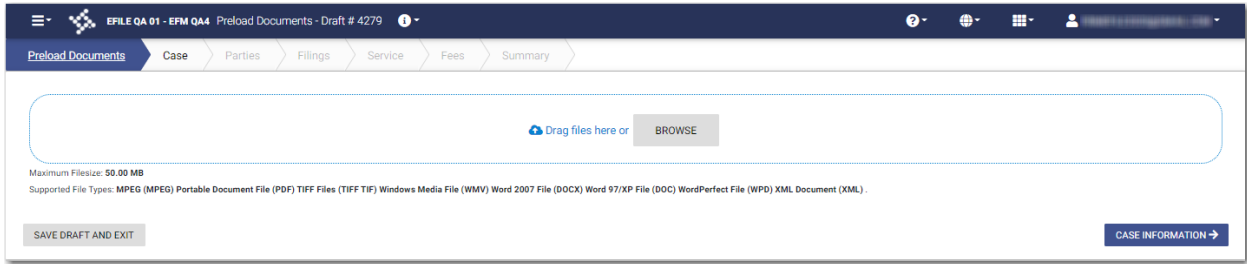 EFILE QA 01 - EFM QA4 Preload Documents - Draft # 4279
Preload Documents Case Parties Filings Service Fees Summary
Drag files here or BROWSE
Maximum Filesize: 50.00 MB
Supported File Types: MPEG (MPEG) Portable Document File (PDF) TIFF Files (TIFF TIF) Windows Media File (WMV) Word 2007 File (DOCX) Word 97/XP File (DOC) WordPerfect File (WPD) XML Document (XML) .
SAVE DRAFT AND EXIT CASE INFORMATION